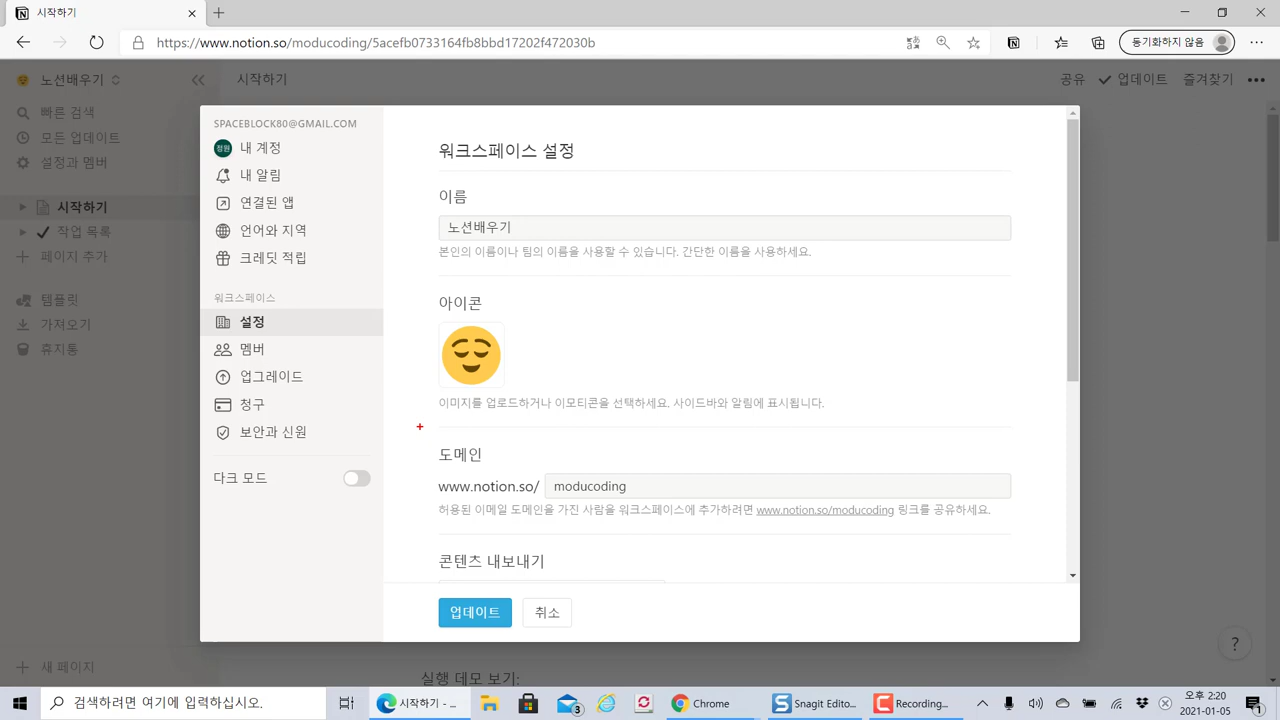 시작하기
https://www.notion.so/moducoding/5acefb0733164fb8bbd17202f472030b
동기화하지 않음
노션배우기
시작하기
공유
업데이트
즐겨찾기
빠른 검색
모든 업데이트
설정과 멤버
시작하기
작업 목록
페이지 추가
템플릿
가져오기
휴지통
새 페이지
SPACEBLOCK80@GMAIL.COM
정원
내 계정
내 알림
연결된 앱
언어와 지역
크레딧 적립
워크스페이스
설정
멤버
업그레이드
청구
보안과 신원
다크 모드
워크스페이스 설정
이름
노션배우기
본인의 이름이나 팀의 이름을 사용할 수 있습니다. 간단한 이름을 사용하세요.
아이콘
이미지를 업로드하거나 이모티콘을 선택하세요. 사이드바와 알림에 표시됩니다.
도메인
www.notion.so/ moducoding
허용된 이메일 도메인을 가진 사람을 워크스페이스에 추가하려면 www.notion.so/moducoding 링크를 공유하세요.
콘텐츠 내보내기
업데이트
취소
?
실행 데모 보기:
검색하려면 여기에 입력하십시오.
시작하기 - ...
3
Chrome
Snagit Edito...
Recording...
오후 2:20
2021-01-05
1